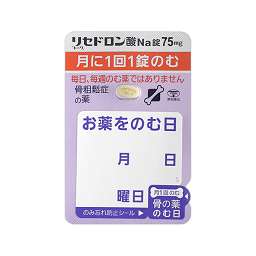 リセドロン酸Na錠75mg
「トーワ」
月に1回1錠のむ
毎日、毎週のむ薬ではありません
骨粗鬆症
の薬
お薬をのむ日
月 日
曜日
のみ忘れ防止シール▶
月1回のむ
骨の薬
のむ日